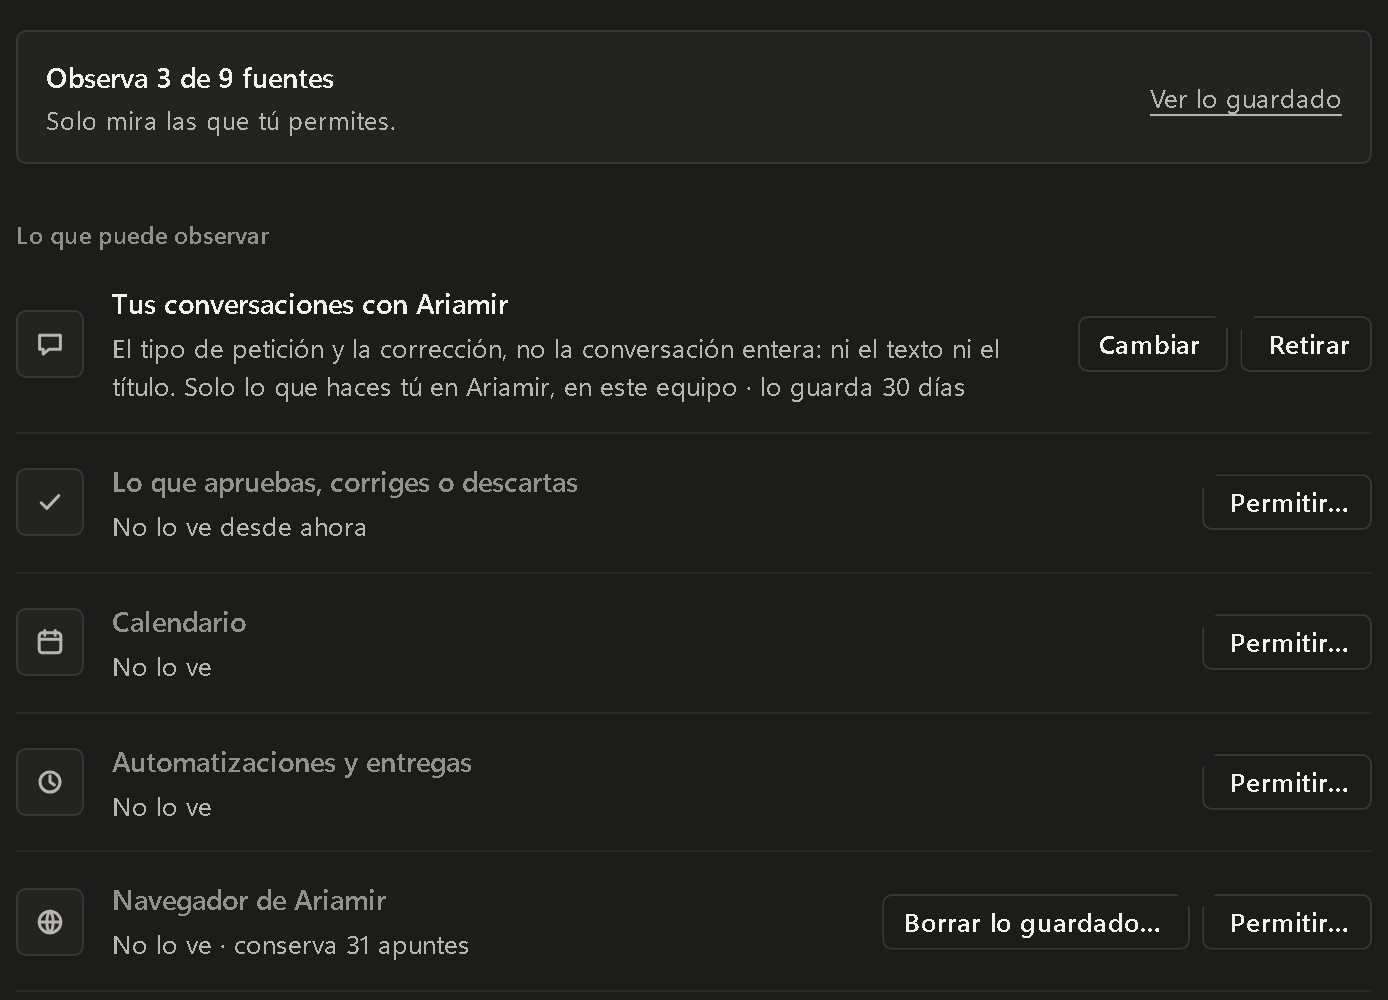 Observa 3 de 9 fuentes
Solo mira las que tú permites.
Ver lo guardado
Lo que puede observar
Tus conversaciones con Ariamir
El tipo de petición y la corrección, no la conversación entera: ni el texto ni el
título. Solo lo que haces tú en Ariamir, en este equipo · lo guarda 30 días
Cambiar
Retirar
Lo que apruebas, corriges o descartas
No lo ve desde ahora
Permitir...
Calendario
No lo ve
Permitir...
Automatizaciones y entregas
No lo ve
Permitir...
Navegador de Ariamir
No lo ve · conserva 31 apuntes
Borrar lo guardado...
Permitir...